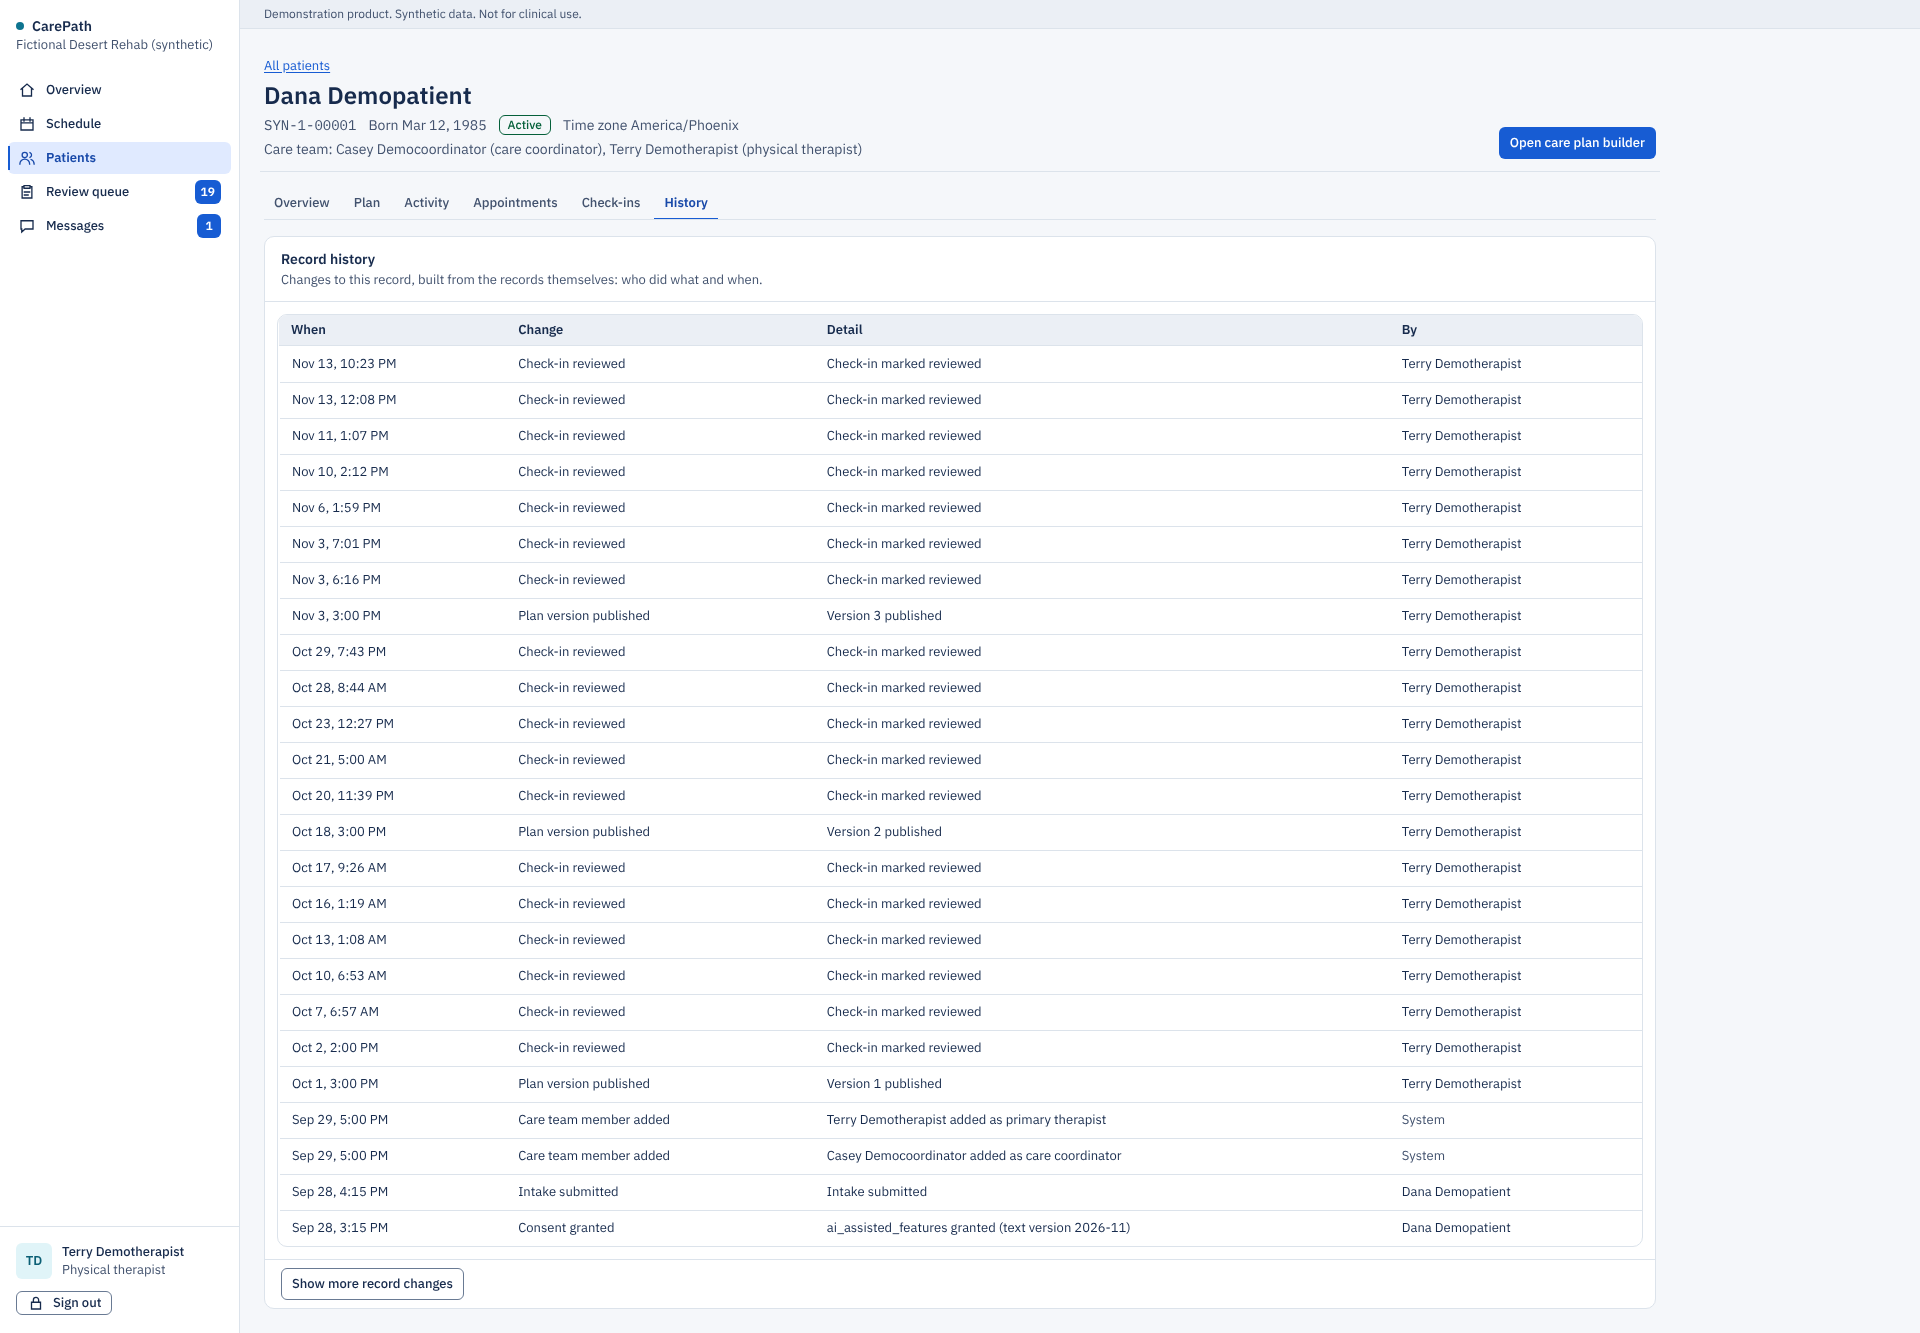 CarePath
Fictional Desert Rehab (synthetic)
Overview
Schedule
Patients
Review queue 19
Messages 1
Demonstration product. Synthetic data. Not for clinical use.
All patients
Dana Demopatient
SYN-1-00001 Born Mar 12, 1985 Active Time zone America/Phoenix
Care team: Casey Democoordinator (care coordinator), Terry Demotherapist (physical therapist)
Open care plan builder
Overview Plan Activity Appointments Check-ins History
Record history
Changes to this record, built from the records themselves: who did what and when.
When Change Detail By
Nov 13, 10:23 PM Check-in reviewed Check-in marked reviewed Terry Demotherapist
Nov 13, 12:08 PM Check-in reviewed Check-in marked reviewed Terry Demotherapist
Nov 11, 1:07 PM Check-in reviewed Check-in marked reviewed Terry Demotherapist
Nov 10, 2:12 PM Check-in reviewed Check-in marked reviewed Terry Demotherapist
Nov 6, 1:59 PM Check-in reviewed Check-in marked reviewed Terry Demotherapist
Nov 3, 7:01 PM Check-in reviewed Check-in marked reviewed Terry Demotherapist
Nov 3, 6:16 PM Check-in reviewed Check-in marked reviewed Terry Demotherapist
Nov 3, 3:00 PM Plan version published Version 3 published Terry Demotherapist
Oct 29, 7:43 PM Check-in reviewed Check-in marked reviewed Terry Demotherapist
Oct 28, 8:44 AM Check-in reviewed Check-in marked reviewed Terry Demotherapist
Oct 23, 12:27 PM Check-in reviewed Check-in marked reviewed Terry Demotherapist
Oct 21, 5:00 AM Check-in reviewed Check-in marked reviewed Terry Demotherapist
Oct 20, 11:39 PM Check-in reviewed Check-in marked reviewed Terry Demotherapist
Oct 18, 3:00 PM Plan version published Version 2 published Terry Demotherapist
Oct 17, 9:26 AM Check-in reviewed Check-in marked reviewed Terry Demotherapist
Oct 16, 1:19 AM Check-in reviewed Check-in marked reviewed Terry Demotherapist
Oct 13, 1:08 AM Check-in reviewed Check-in marked reviewed Terry Demotherapist
Oct 10, 6:53 AM Check-in reviewed Check-in marked reviewed Terry Demotherapist
Oct 7, 6:57 AM Check-in reviewed Check-in marked reviewed Terry Demotherapist
Oct 2, 2:00 PM Check-in reviewed Check-in marked reviewed Terry Demotherapist
Oct 1, 3:00 PM Plan version published Version 1 published Terry Demotherapist
Sep 29, 5:00 PM Care team member added Terry Demotherapist added as primary therapist System
Sep 29, 5:00 PM Care team member added Casey Democoordinator added as care coordinator System
Sep 28, 4:15 PM Intake submitted Intake submitted Dana Demopatient
Sep 28, 3:15 PM Consent granted ai_assisted_features granted (text version 2026-11) Dana Demopatient
Show more record changes
TD
Terry Demotherapist
Physical therapist
Sign out